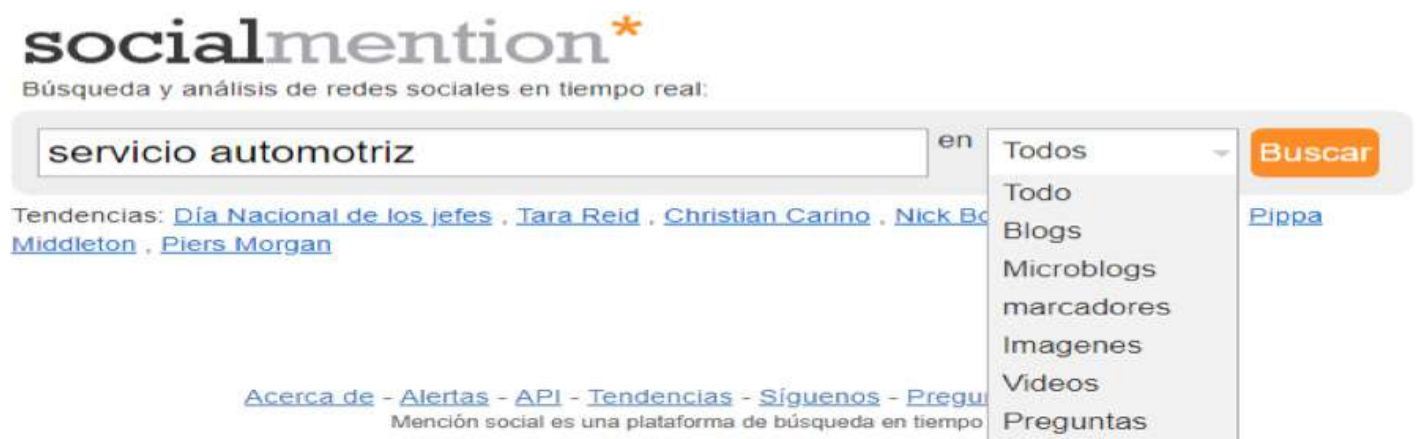 socialmention*
Búsqueda y análisis de redes sociales en tiempo real:
servicio automotriz en Todos Buscar
Todo
Tendencias: Día Nacional de los jefes , Tara Reid , Christian Carino , Nick Pippa
Blogs
Middleton , Piers Morgan
Microblogs
marcadores
Imagenes
Videos
Acerca de - Alertas - API - Tendencias - Síguenos -
Mención social es una plataforma de búsqueda en tiempo
Preguntas